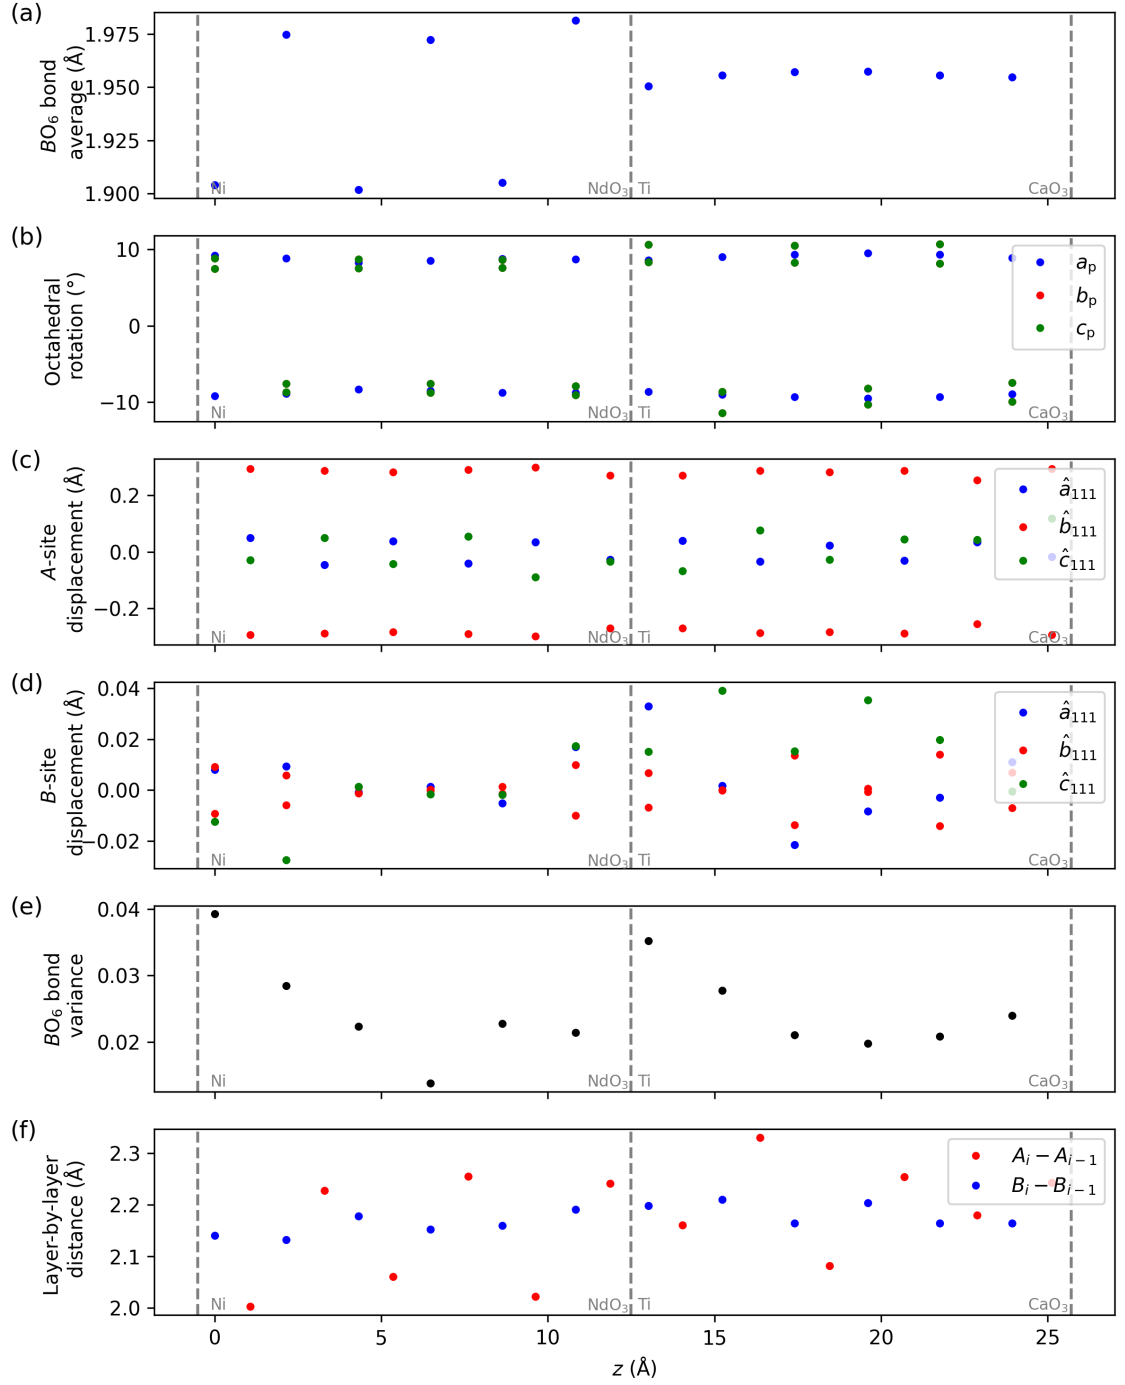 (a)
BO₆ bond
average (Å)
1.975
1.950
1.925
1.900
Ni
NdO₃
Ti
CaO₃
(b)
Octahedral
rotation (°)
10
0
−10
aₚ
bₚ
cₚ
Ni
NdO₃
Ti
CaO₃
(c)
A-site
displacement (Å)
0.2
0.0
−0.2
â₁₁₁
b̂₁₁₁
ĉ₁₁₁
Ni
NdO₃
Ti
CaO₃
(d)
B-site
displacement (Å)
0.04
0.02
0.00
−0.02
â₁₁₁
b̂₁₁₁
ĉ₁₁₁
Ni
NdO₃
Ti
CaO₃
(e)
BO₆ bond
variance
0.04
0.03
0.02
Ni
NdO₃
Ti
CaO₃
(f)
Layer-by-layer
distance (Å)
2.3
2.2
2.1
2.0
Aᵢ − Aᵢ₋₁
Bᵢ − Bᵢ₋₁
Ni
NdO₃
Ti
CaO₃
0
5
10
15
20
25
z (Å)